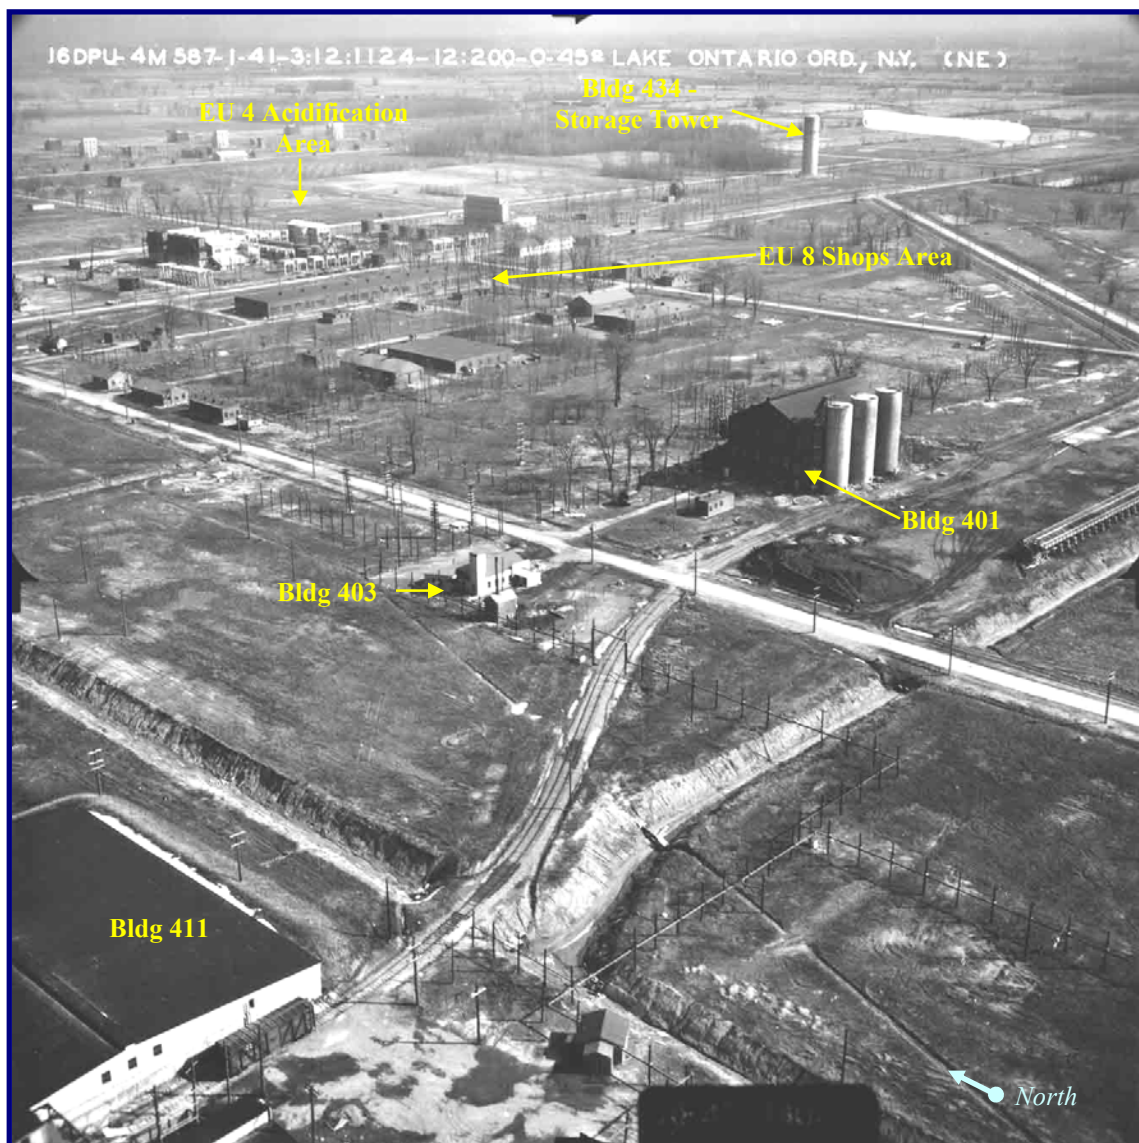 16DPU-4M 587-1-41-3:12:1124-12:200-0-45R LAKE ONTARIO ORD., N.Y. (NE)
Bldg 434 -
Storage Tower
EU 4 Acidification
Area
EU 8 Shops Area
Bldg 401
Bldg 403
Bldg 411
North